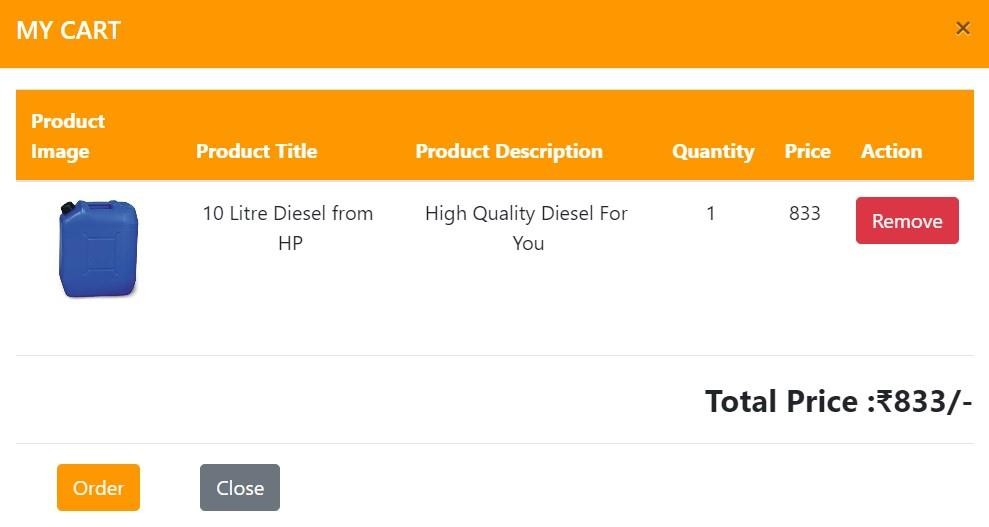 MY CART ×
Product
Image Product Title Product Description Quantity Price Action
10 Litre Diesel from High Quality Diesel For 1 833 Remove
HP You
Total Price :₹833/-
Order Close